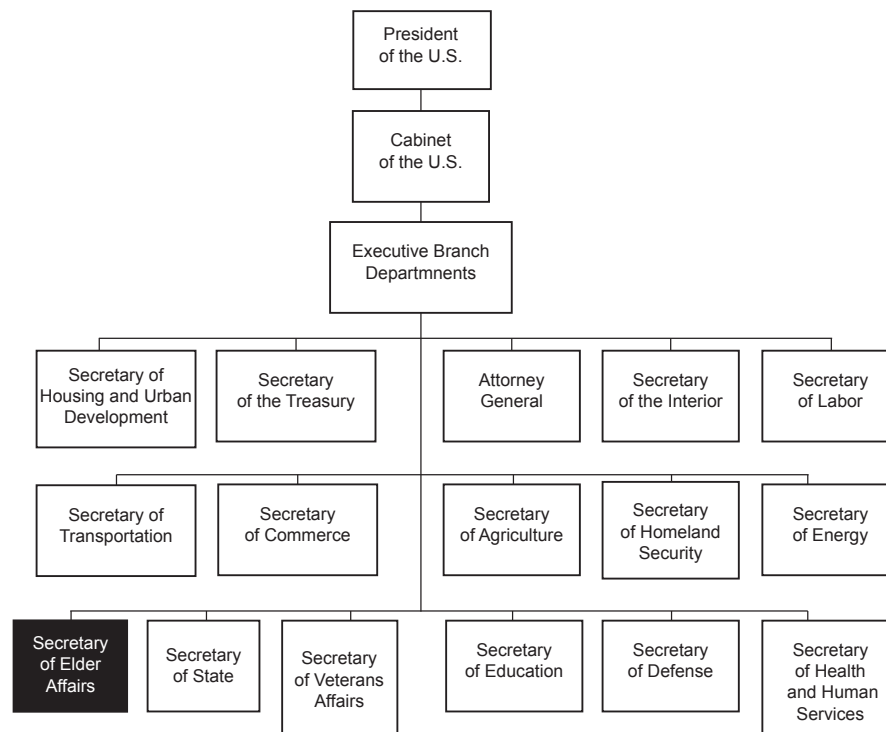 President
of the U.S.
Cabinet
of the U.S.
Executive Branch
Departmnents
Secretary of
Housing and Urban
Development
Secretary
of the Treasury
Attorney
General
Secretary
of the Interior
Secretary
of Labor
Secretary of
Transportation
Secretary
of Commerce
Secretary
of Agriculture
Secretary
of Homeland
Security
Secretary
of Energy
Secretary
of Elder
Affairs
Secretary
of State
Secretary
of Veterans
Affairs
Secretary
of Education
Secretary
of Defense
Secretary
of Health
and Human
Services